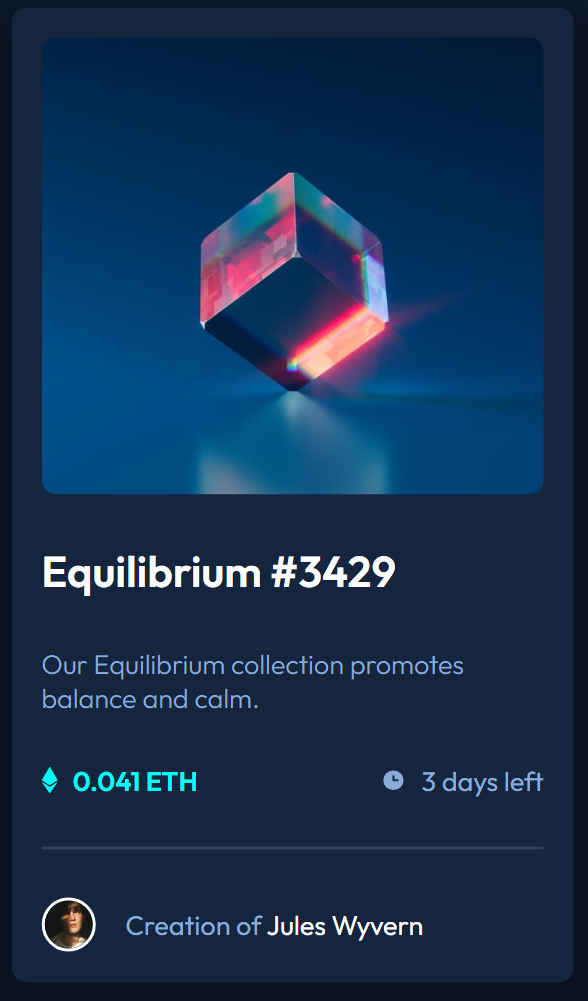 Equilibrium #3429
Our Equilibrium collection promotes
balance and calm.
0.041 ETH
3 days left
Creation of Jules Wyvern